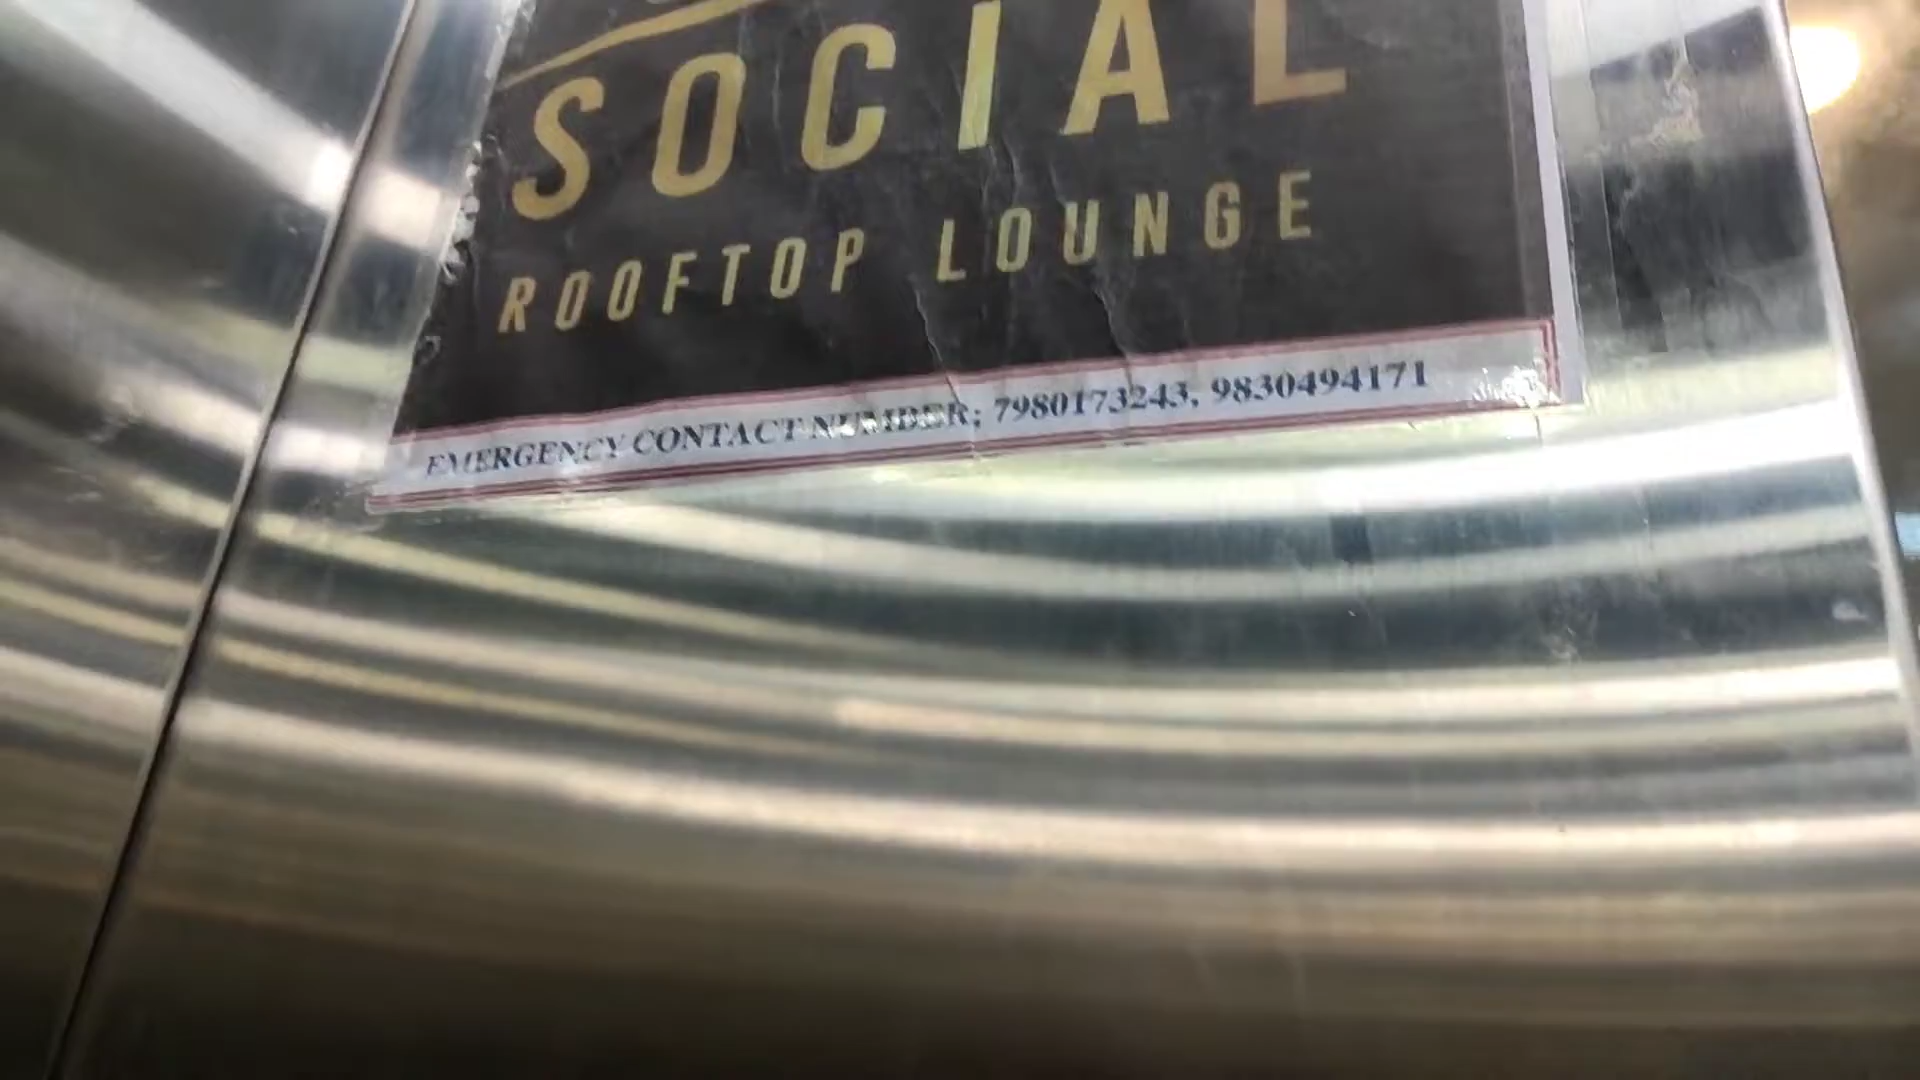 SOCIAL
ROOFTOP LOUNGE
EMERGENCY CONTACT NUMBER; 7980173243, 9830494171